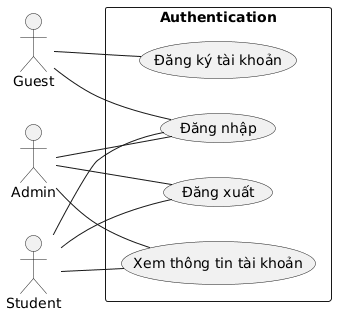 Authentication
Guest
Đăng ký tài khoản
Đăng nhập
Admin
Đăng xuất
Xem thông tin tài khoản
Student